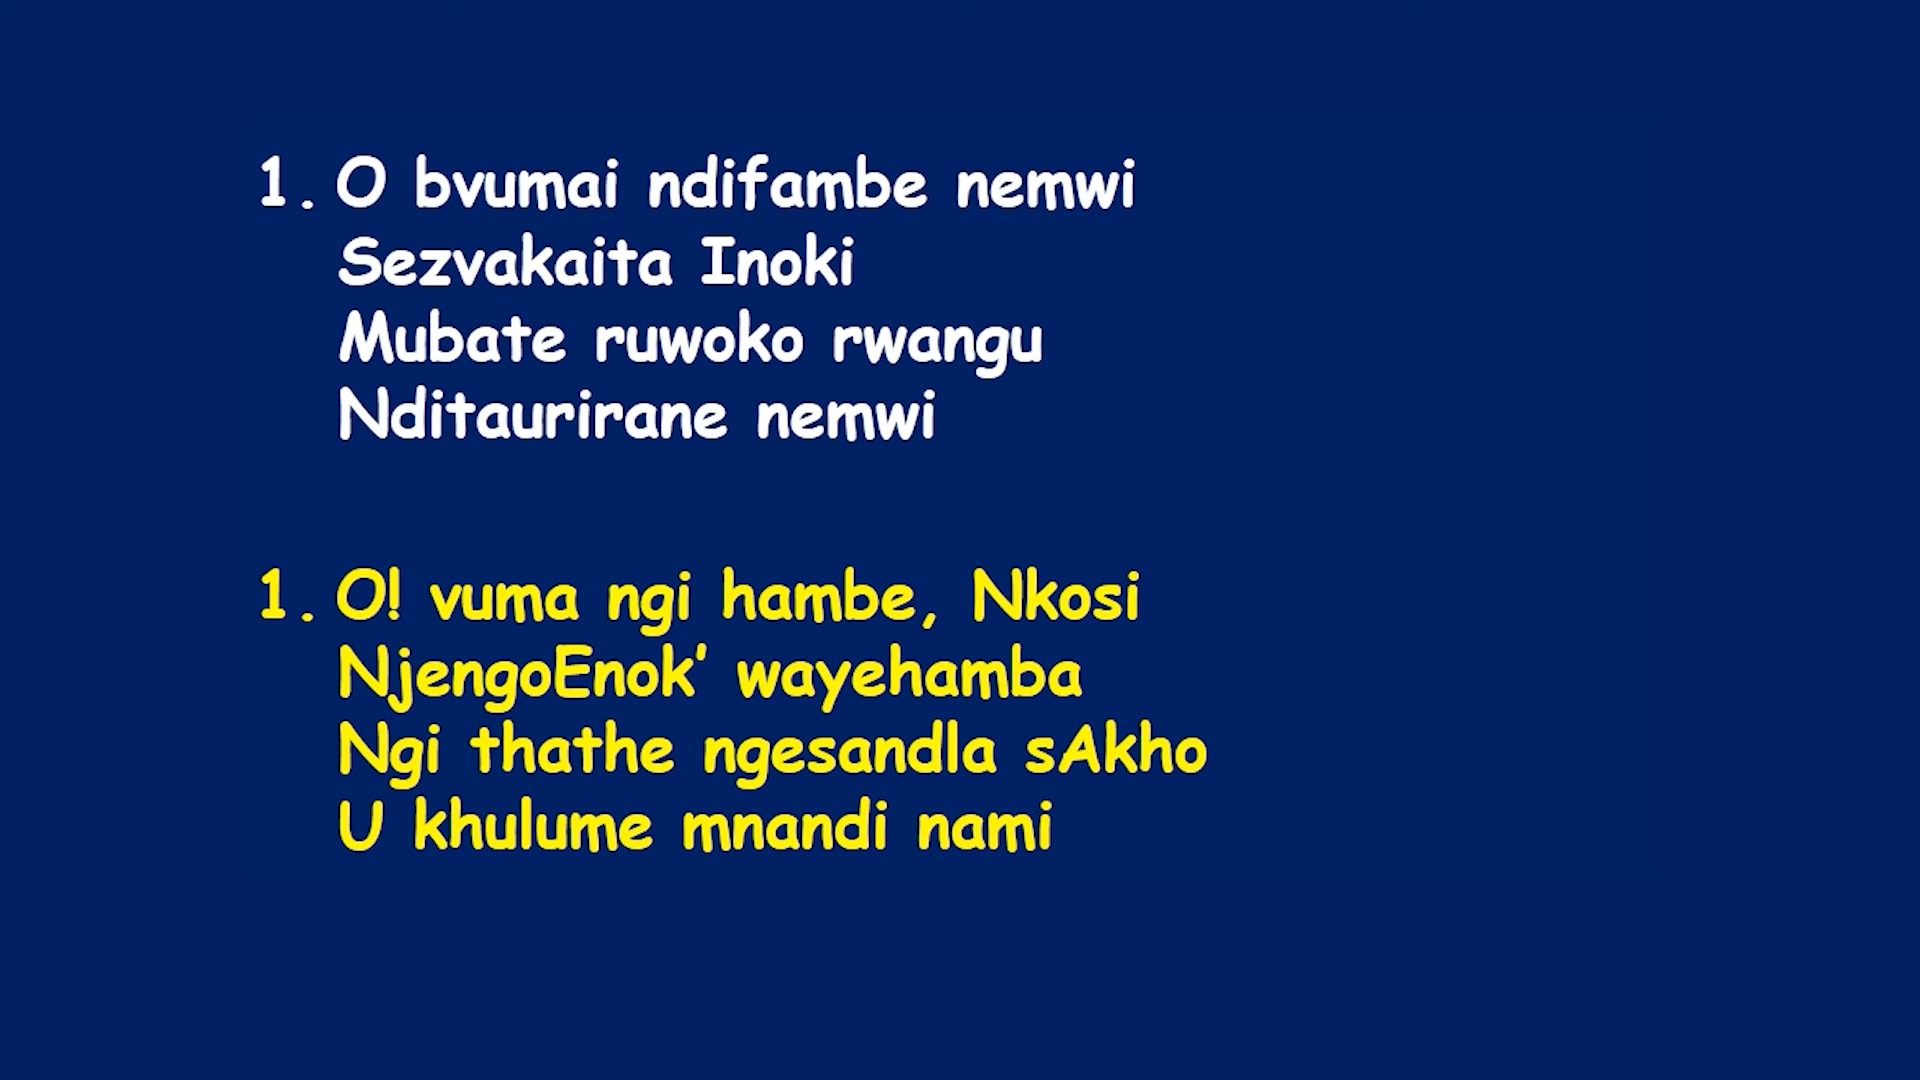 1. O bvumai ndifambe nemwi
Sezvakaita Inoki
Mubate ruwoko rwangu
Nditaurirane nemwi
1. O! vuma ngi hambe, Nkosi
NjengoEnok’ wayehamba
Ngi thathe ngesandla sAkho
U khulume mnandi nami